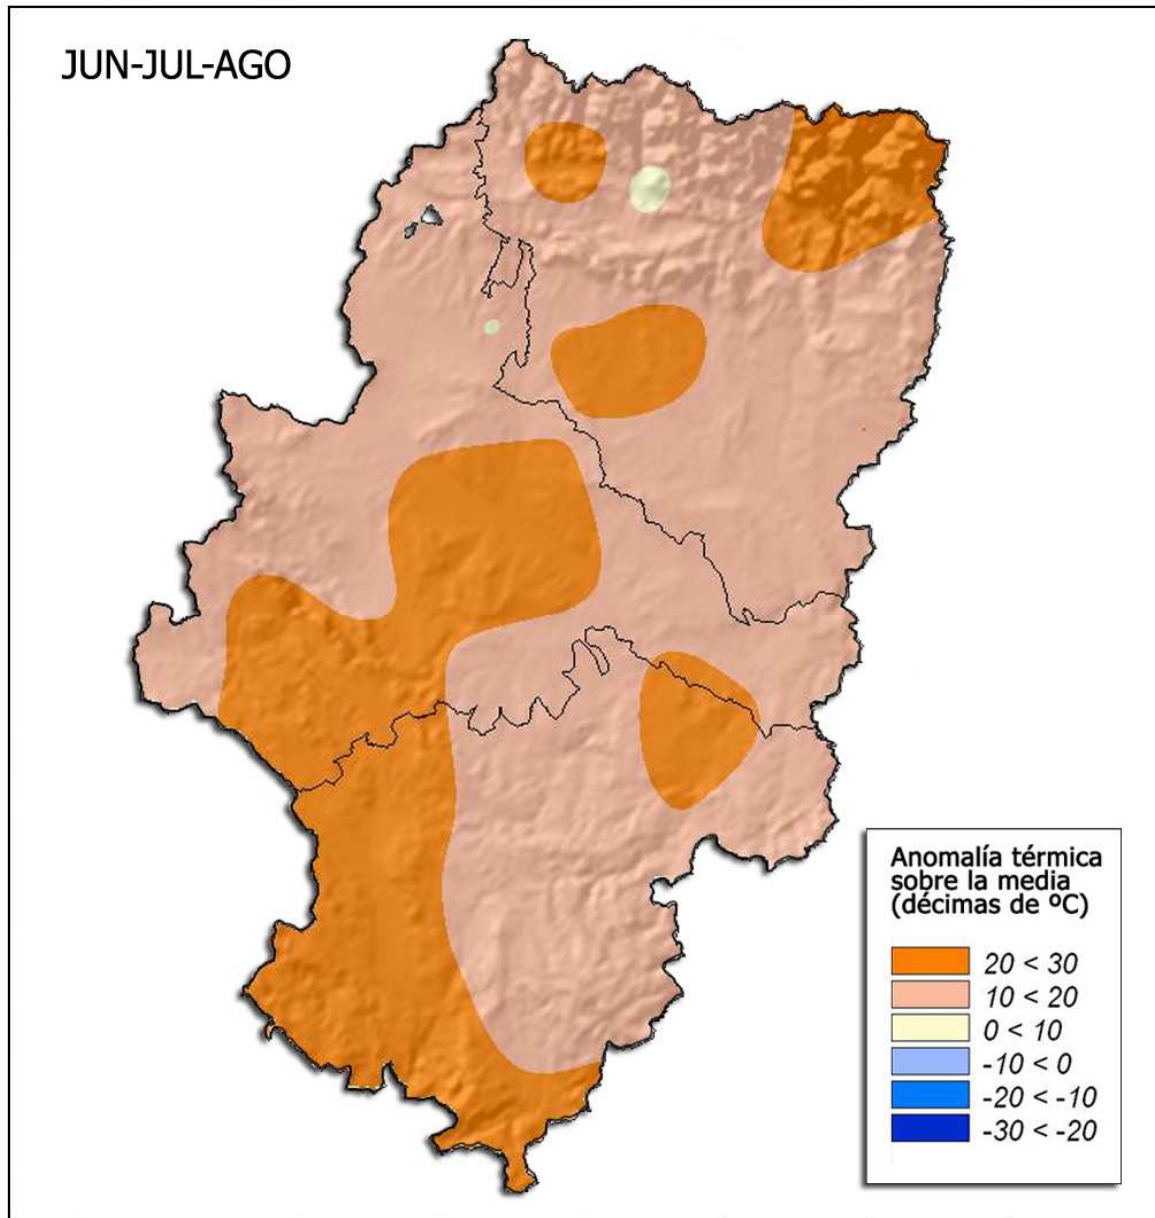 JUN-JUL-AGO
Anomalía térmica
sobre la media
(décimas de ºC)
20 < 30
10 < 20
0 < 10
-10 < 0
-20 < -10
-30 < -20